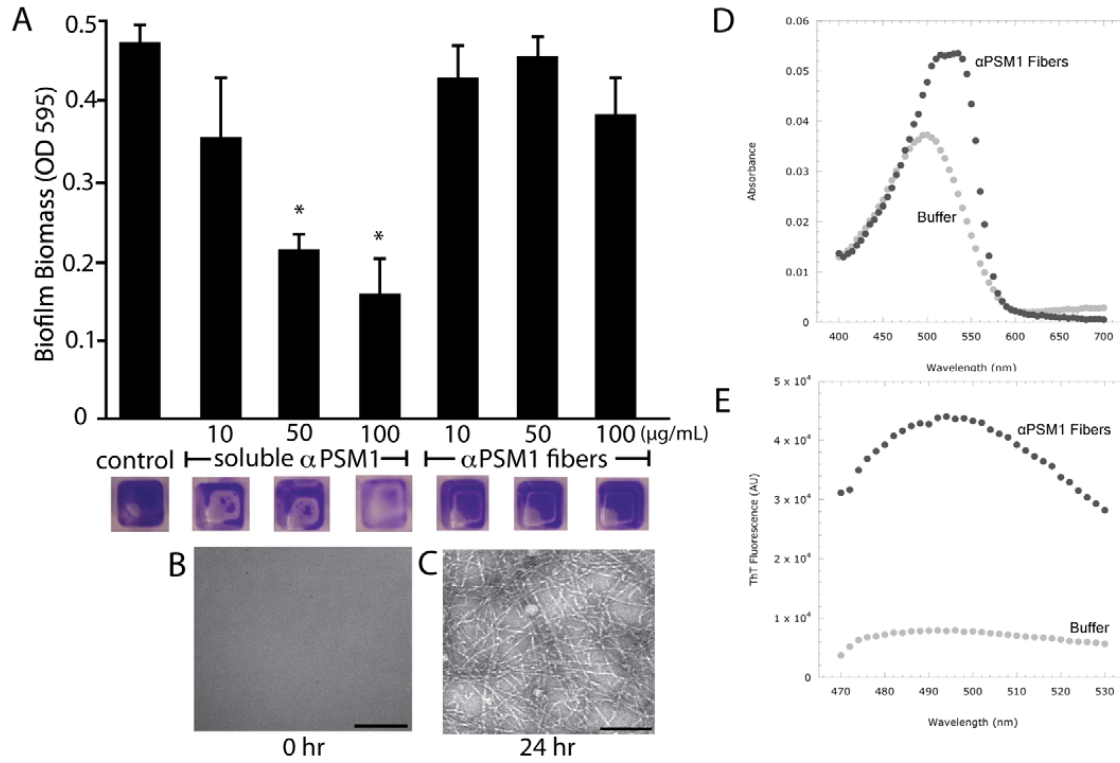 A
0.5
0.4
0.3
0.2
0.1
0
Biofilm Biomass (OD 595)
*
*
10 50 100 10 50 100 (µg/mL)
control soluble αPSM1 αPSM1 fibers
B
0 hr
C
24 hr
D
0.06
0.05
0.04
0.03
0.02
0.01
0
Absorbance
αPSM1 Fibers
Buffer
400 450 500 550 600 650 700
Wavelength (nm)
E
5 x 10⁴
4 x 10⁴
3 x 10⁴
2 x 10⁴
1 x 10⁴
0
ThT Fluorescence (AU)
αPSM1 Fibers
Buffer
470 480 490 500 510 520 530
Wavelength (nm)